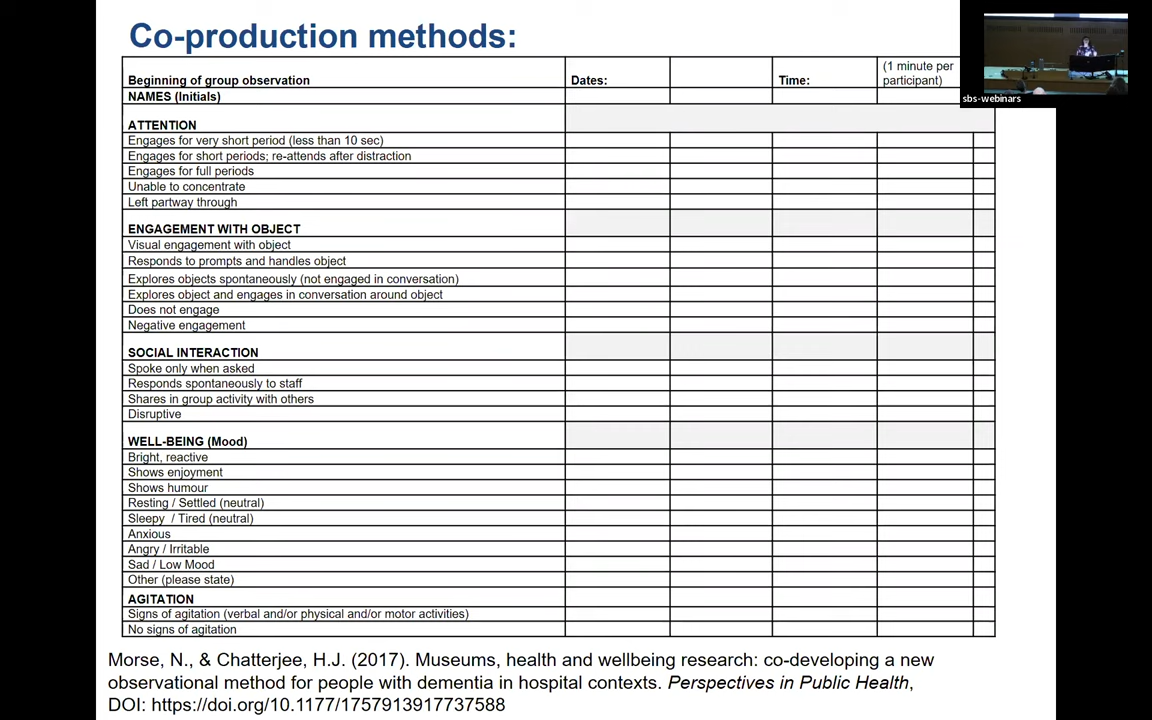 Co-production methods:
Beginning of group observation Dates: Time: (1 minute per participant)
NAMES (Initials)
ATTENTION
Engages for very short period (less than 10 sec)
Engages for short periods; re-attends after distraction
Engages for full periods
Unable to concentrate
Left partway through
ENGAGEMENT WITH OBJECT
Visual engagement with object
Responds to prompts and handles object
Explores objects spontaneously (not engaged in conversation)
Explores object and engages in conversation around object
Does not engage
Negative engagement
SOCIAL INTERACTION
Spoke only when asked
Responds spontaneously to staff
Shares in group activity with others
Disruptive
WELL-BEING (Mood)
Bright, reactive
Shows enjoyment
Shows humour
Resting / Settled (neutral)
Sleepy / Tired (neutral)
Anxious
Angry / Irritable
Sad / Low Mood
Other (please state)
AGITATION
Signs of agitation (verbal and/or physical and/or motor activities)
No signs of agitation
Morse, N., & Chatterjee, H.J. (2017). Museums, health and wellbeing research: co-developing a new
observational method for people with dementia in hospital contexts. Perspectives in Public Health,
DOI: https://doi.org/10.1177/1757913917737588
sbs-webinars